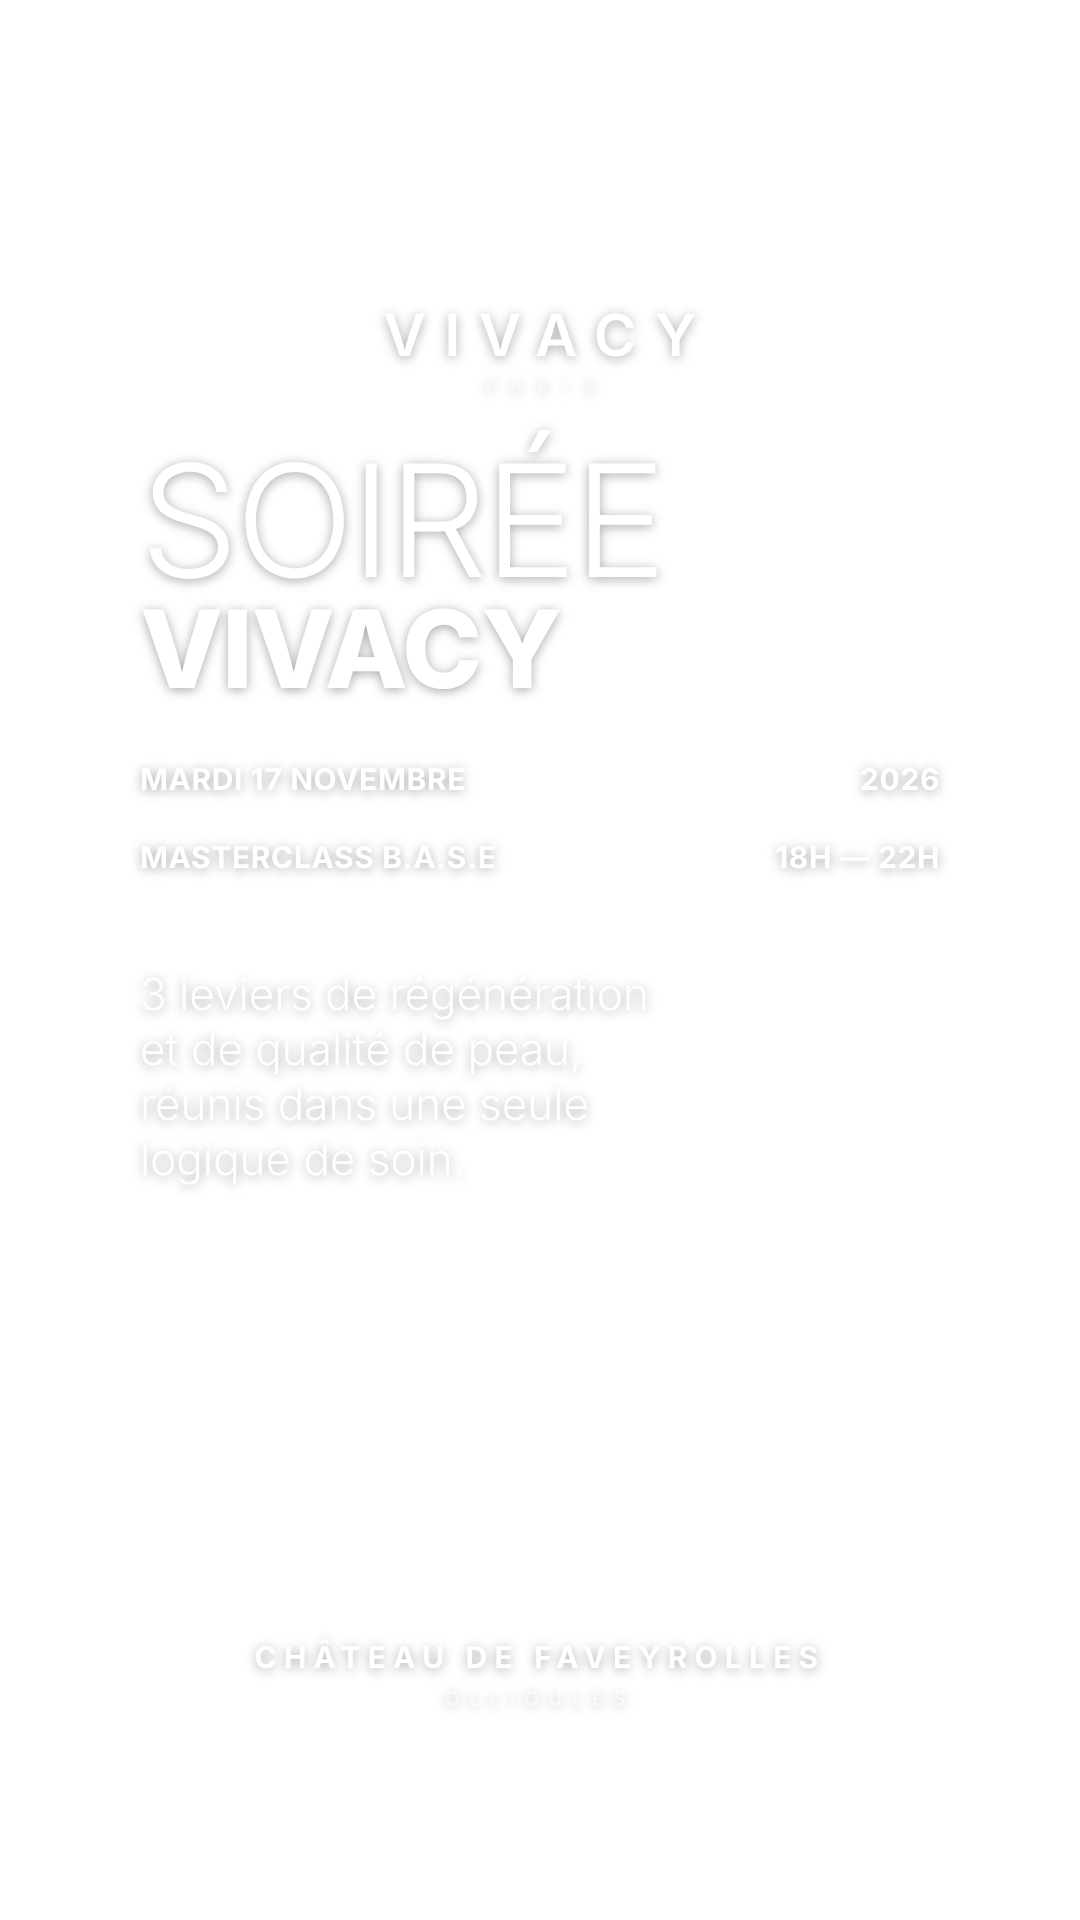 VIVACY
PARIS
SOIRÉE
VIVACY
MARDI 17 NOVEMBRE 2026
MASTERCLASS B.A.S.E 18H — 22H
3 leviers de régénération
et de qualité de peau,
réunis dans une seule
logique de soin.
CHÂTEAU DE FAVEYROLLES
OLLIOULES